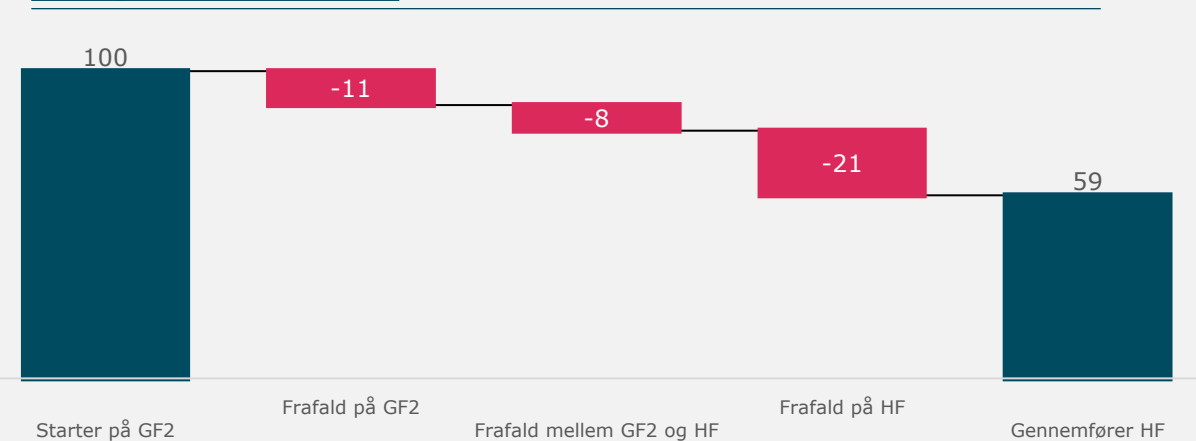 100
-11
-8
-21
59
Starter på GF2
Frafald på GF2
Frafald mellem GF2 og HF
Frafald på HF
Gennemfører HF